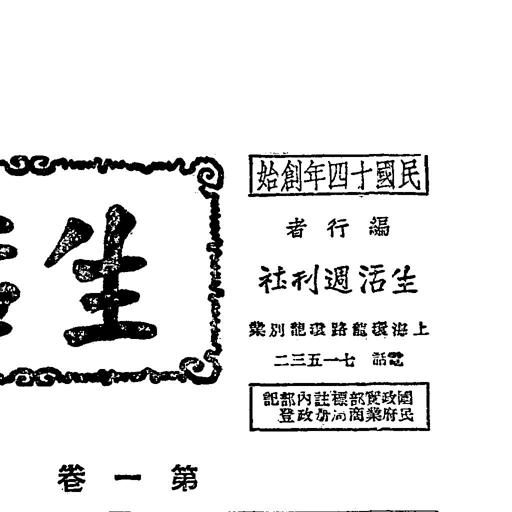 民國十四年創始
編行者
生活週刊社
上海環龍路環龍別業
電話 七一五三二
國民政府實業部商標局註冊內政部登記
生
第一卷